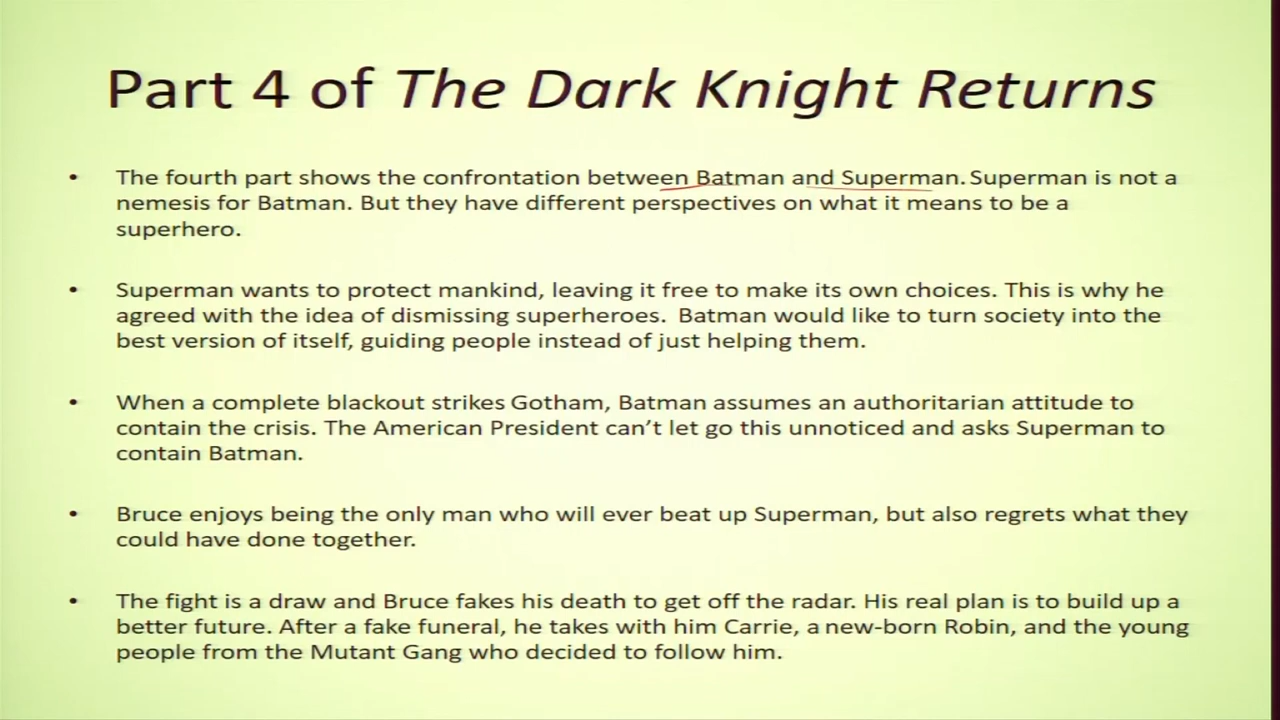 Part 4 of The Dark Knight Returns
• The fourth part shows the confrontation between Batman and Superman. Superman is not a
nemesis for Batman. But they have different perspectives on what it means to be a
superhero.
• Superman wants to protect mankind, leaving it free to make its own choices. This is why he
agreed with the idea of dismissing superheroes. Batman would like to turn society into the
best version of itself, guiding people instead of just helping them.
• When a complete blackout strikes Gotham, Batman assumes an authoritarian attitude to
contain the crisis. The American President can’t let go this unnoticed and asks Superman to
contain Batman.
• Bruce enjoys being the only man who will ever beat up Superman, but also regrets what they
could have done together.
• The fight is a draw and Bruce fakes his death to get off the radar. His real plan is to build up a
better future. After a fake funeral, he takes with him Carrie, a new-born Robin, and the young
people from the Mutant Gang who decided to follow him.